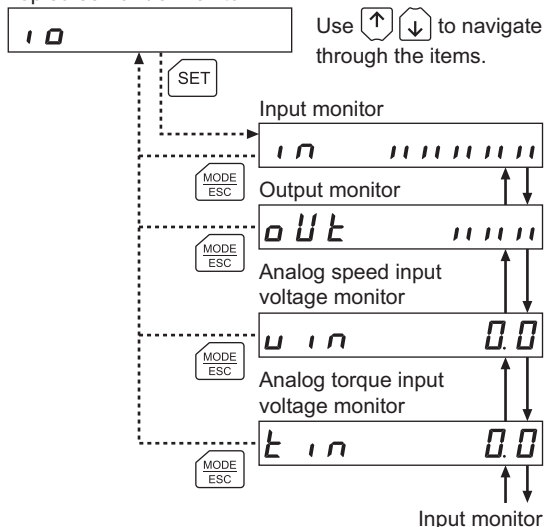 io
Use ↑ ↓ to navigate
through the items.
SET
Input monitor
in
MODE
ESC
Output monitor
oUt
MODE
ESC
Analog speed input
voltage monitor
u in 0.0
MODE
ESC
Analog torque input
voltage monitor
t in 0.0
MODE
ESC
Input monitor